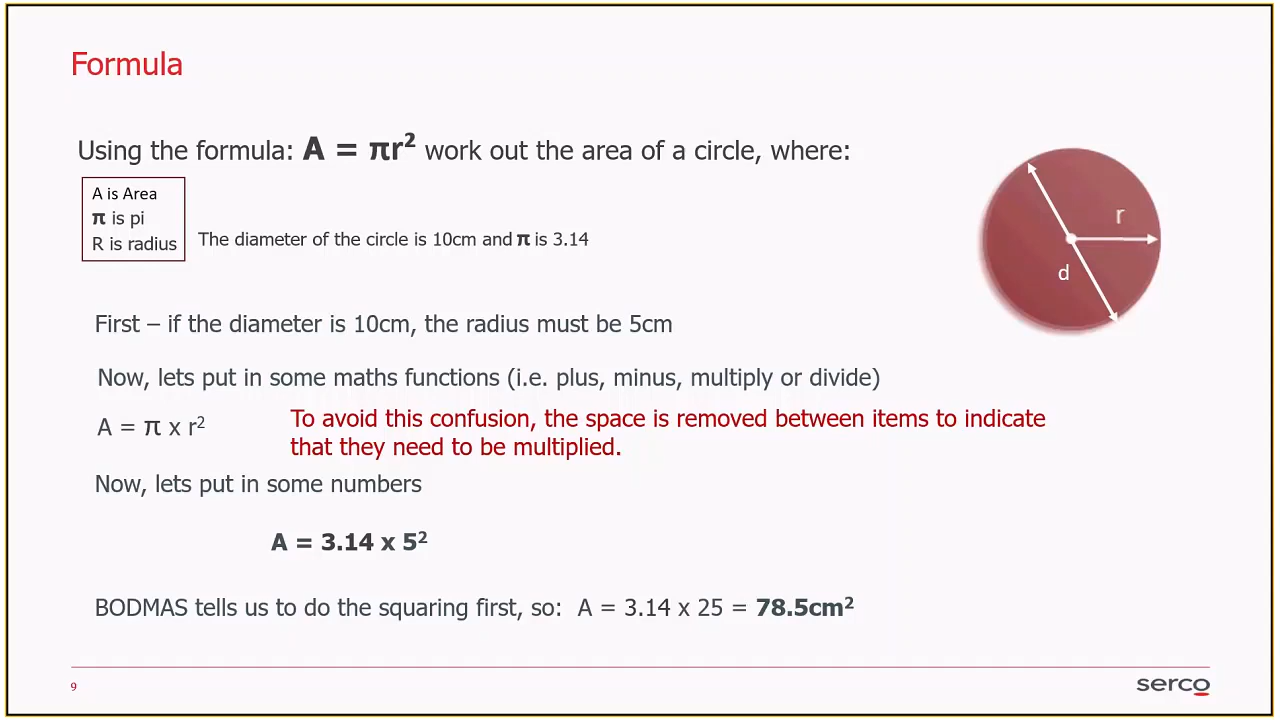 Formula
Using the formula: A = πr² work out the area of a circle, where:
A is Area
π is pi
R is radius
The diameter of the circle is 10cm and π is 3.14
r
d
First – if the diameter is 10cm, the radius must be 5cm
Now, lets put in some maths functions (i.e. plus, minus, multiply or divide)
A = π x r²
To avoid this confusion, the space is removed between items to indicate
that they need to be multiplied.
Now, lets put in some numbers
A = 3.14 x 5²
BODMAS tells us to do the squaring first, so: A = 3.14 x 25 = 78.5cm²
9
serco